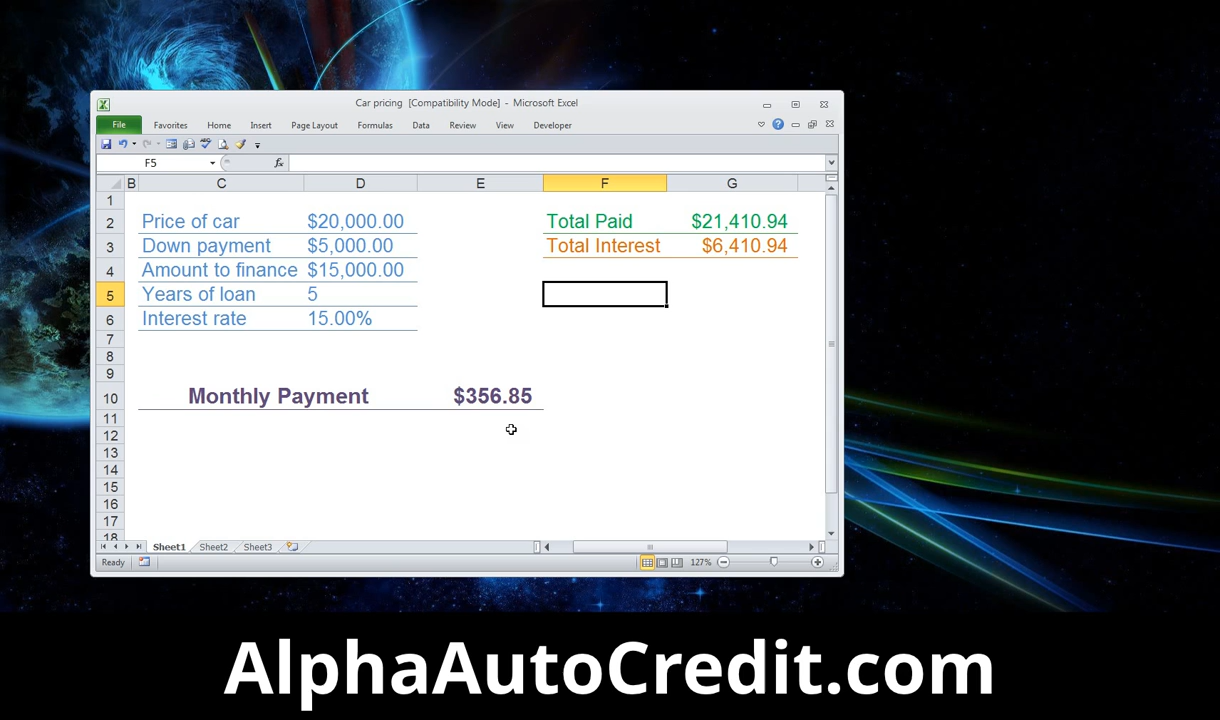 Car pricing [Compatibility Mode] - Microsoft Excel
File Favorites Home Insert Page Layout Formulas Data Review View Developer
F5 fx
B C D E F G
1
2 Price of car $20,000.00 Total Paid $21,410.94
3 Down payment $5,000.00 Total Interest $6,410.94
4 Amount to finance $15,000.00
5 Years of loan 5
6 Interest rate 15.00%
7
8
9
10 Monthly Payment $356.85
11
12
13
14
15
16
17
18
Sheet1 Sheet2 Sheet3
Ready 127%
AlphaAutoCredit.com